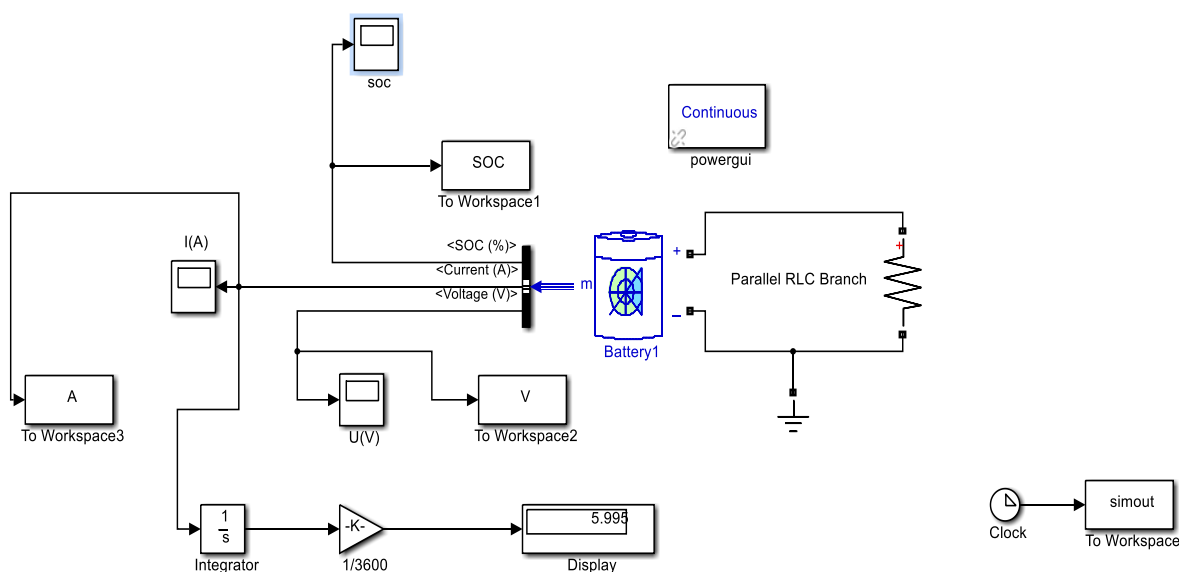 soc
Continuous
powergui
SOC
To Workspace1
I(A)
<SOC (%)>
<Current (A)>
<Voltage (V)>
m
+
−
Battery1
+
Parallel RLC Branch
A
To Workspace3
U(V)
V
To Workspace2
1
s
Integrator
-K-
1/3600
5.995
Display
Clock
simout
To Workspace